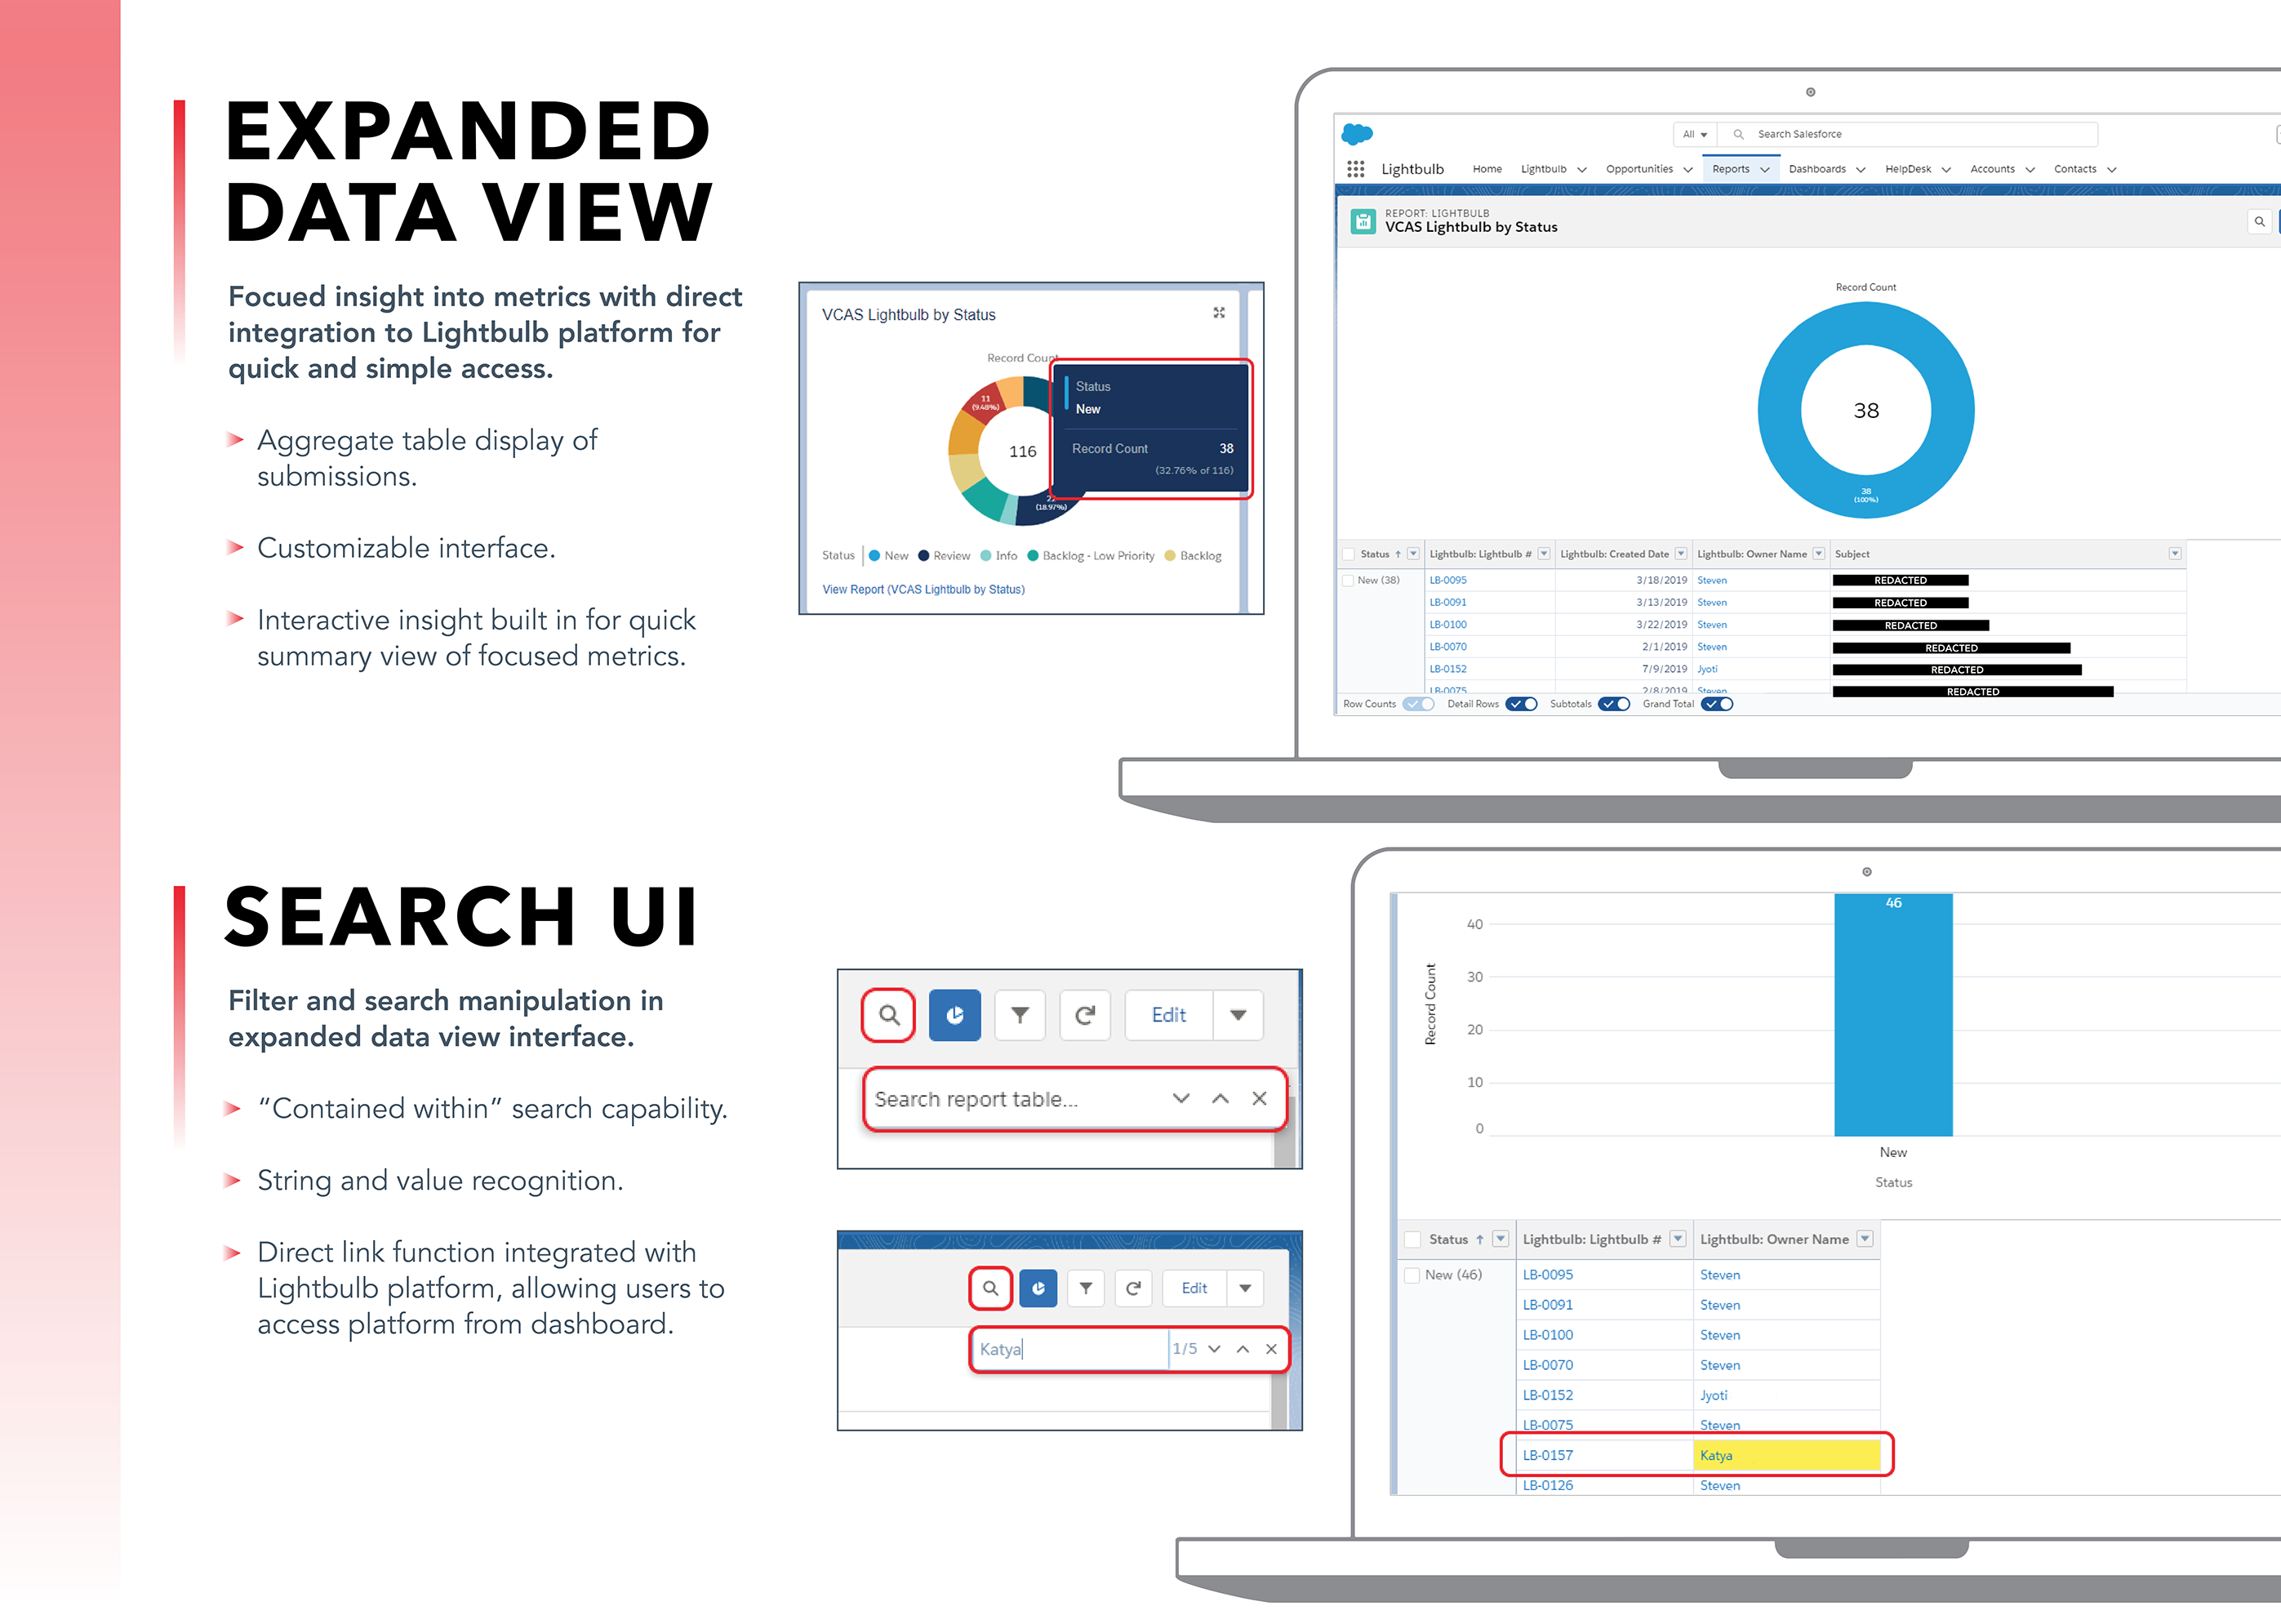 EXPANDED
DATA VIEW
Focued insight into metrics with direct
integration to Lightbulb platform for
quick and simple access.
Aggregate table display of
submissions.
Customizable interface.
Interactive insight built in for quick
summary view of focused metrics.
VCAS Lightbulb by Status
Record Count
11
(9.48%)
116
(18.97%)
Status
New
Record Count 38
(32.76% of 116)
Status New Review Info Backlog - Low Priority Backlog
View Report (VCAS Lightbulb by Status)
All Search Salesforce
Lightbulb Home Lightbulb Opportunities Reports Dashboards HelpDesk Accounts Contacts
REPORT: LIGHTBULB
VCAS Lightbulb by Status
Record Count
38
38
(100%)
Status ↑ Lightbulb: Lightbulb # Lightbulb: Created Date Lightbulb: Owner Name Subject
New (38) LB-0095 3/18/2019 Steven REDACTED
LB-0091 3/13/2019 Steven REDACTED
LB-0100 3/22/2019 Steven REDACTED
LB-0070 2/1/2019 Steven REDACTED
LB-0152 7/9/2019 Jyoti REDACTED
LB-0075 2/8/2019 Steven REDACTED
Row Counts Detail Rows Subtotals Grand Total
SEARCH UI
Filter and search manipulation in
expanded data view interface.
“Contained within” search capability.
String and value recognition.
Direct link function integrated with
Lightbulb platform, allowing users to
access platform from dashboard.
Edit
Search report table...
Edit
Katya 1/5
46
40
30
20
10
0
Record Count
New
Status
Status ↑ Lightbulb: Lightbulb # Lightbulb: Owner Name
New (46) LB-0095 Steven
LB-0091 Steven
LB-0100 Steven
LB-0070 Steven
LB-0152 Jyoti
LB-0075 Steven
LB-0157 Katya
LB-0126 Steven